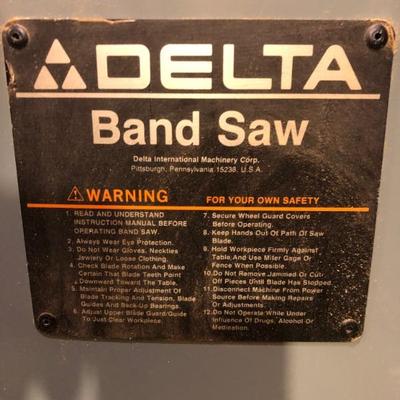 DELTA
Band Saw
Delta International Machinery Corp.
Pittsburgh, Pennsylvania 15238, U.S.A.
WARNING
FOR YOUR OWN SAFETY
1. READ AND UNDERSTAND
INSTRUCTION MANUAL BEFORE
OPERATING BAND SAW.
2. Always Wear Eye Protection.
3. Do Not Wear Gloves, Neckties
Jewlery or Loose Clothing.
4. Check Blade Rotation And Make
Certain That Blade Teeth Point
Downward Toward The Table.
5. Maintain Proper Adjustment Of
Blade Tracking And Tension, Blade
Guides And Back-Up Bearings.
6. Adjust Upper Blade Guard/Guide
To Just Clear Workpiece.
7. Secure Wheel Guard Covers
Before Operating.
8. Keep Hands Out Of Path Of Saw
Blade.
9. Hold Workpiece Firmly Against
Table, And Use Miter Gage Or
Fence When Possible.
10. Do Not Remove Jammed Or Cut-
Off Pieces Until Blade Has Stopped.
11. Disconnect Machine From Power
Source Before Making Repairs
Or Adjustments.
12. Do Not Operate While Under
Influence Of Drugs, Alcohol Or
Medication.